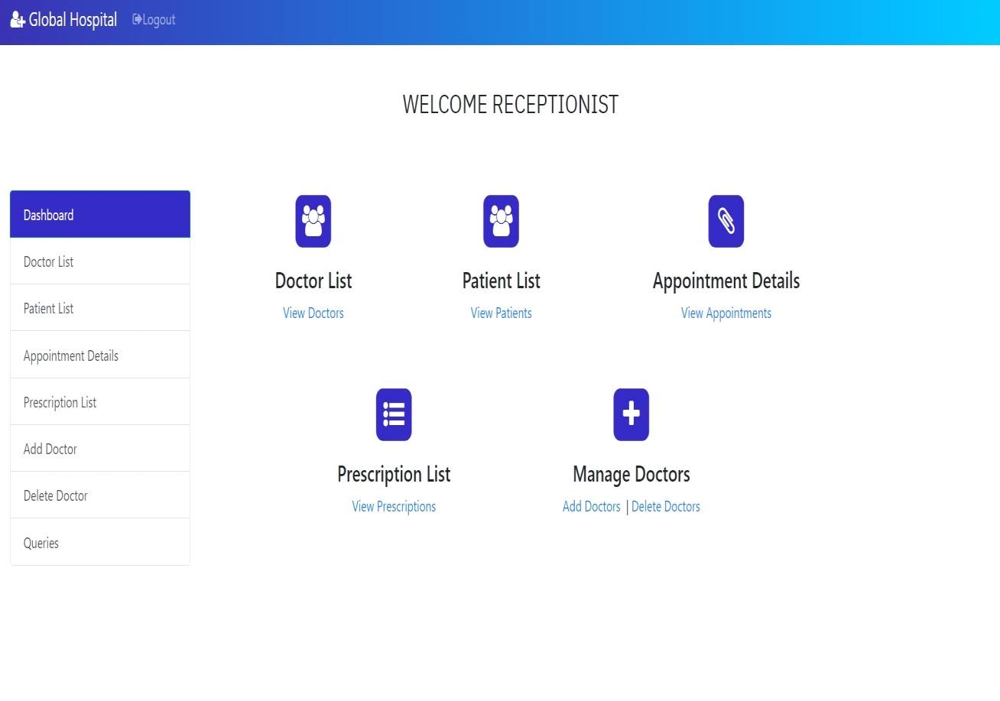 Global Hospital Logout
WELCOME RECEPTIONIST
Dashboard
Doctor List
Patient List
Appointment Details
Prescription List
Add Doctor
Delete Doctor
Queries
Doctor List
View Doctors
Patient List
View Patients
Appointment Details
View Appointments
Prescription List
View Prescriptions
Manage Doctors
Add Doctors | Delete Doctors